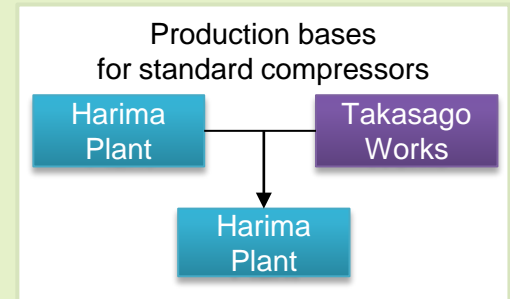 Production bases
for standard compressors
Harima
Plant
Takasago
Works
Harima
Plant